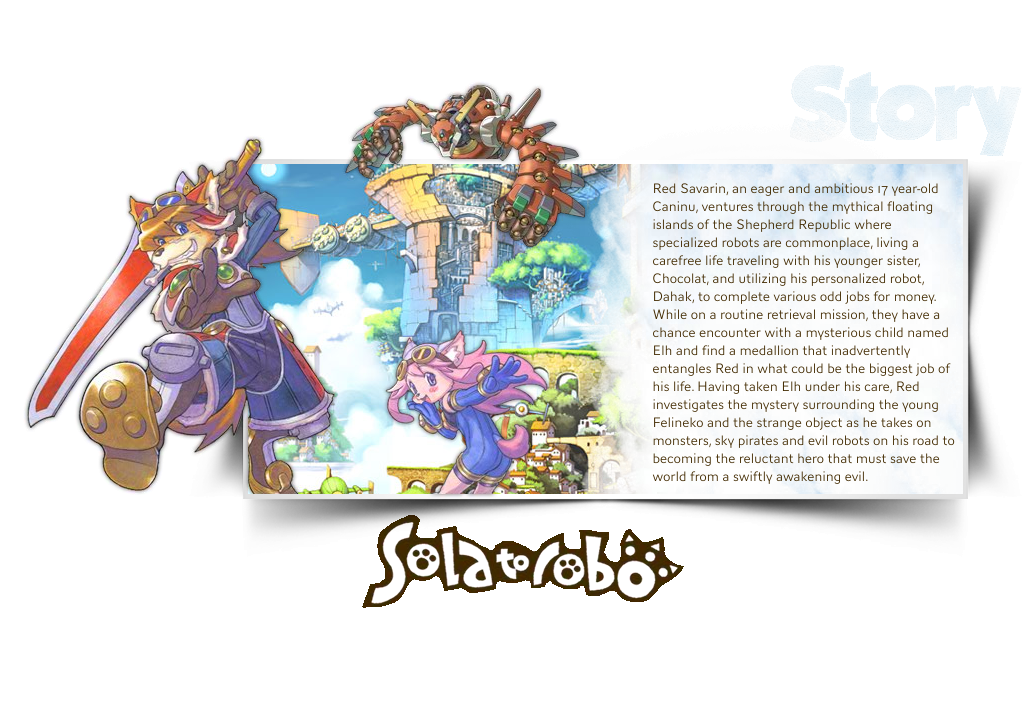 Story
Red Savarin, an eager and ambitious 17 year-old
Caninu, ventures through the mythical floating
islands of the Shepherd Republic where
specialized robots are commonplace, living a
carefree life traveling with his younger sister,
Chocolat, and utilizing his personalized robot,
Dahak, to complete various odd jobs for money.
While on a routine retrieval mission, they have a
chance encounter with a mysterious child named
Elh and find a medallion that inadvertently
entangles Red in what could be the biggest job of
his life. Having taken Elh under his care, Red
investigates the mystery surrounding the young
Felineko and the strange object as he takes on
monsters, sky pirates and evil robots on his road to
becoming the reluctant hero that must save the
world from a swiftly awakening evil.
Solatorobo